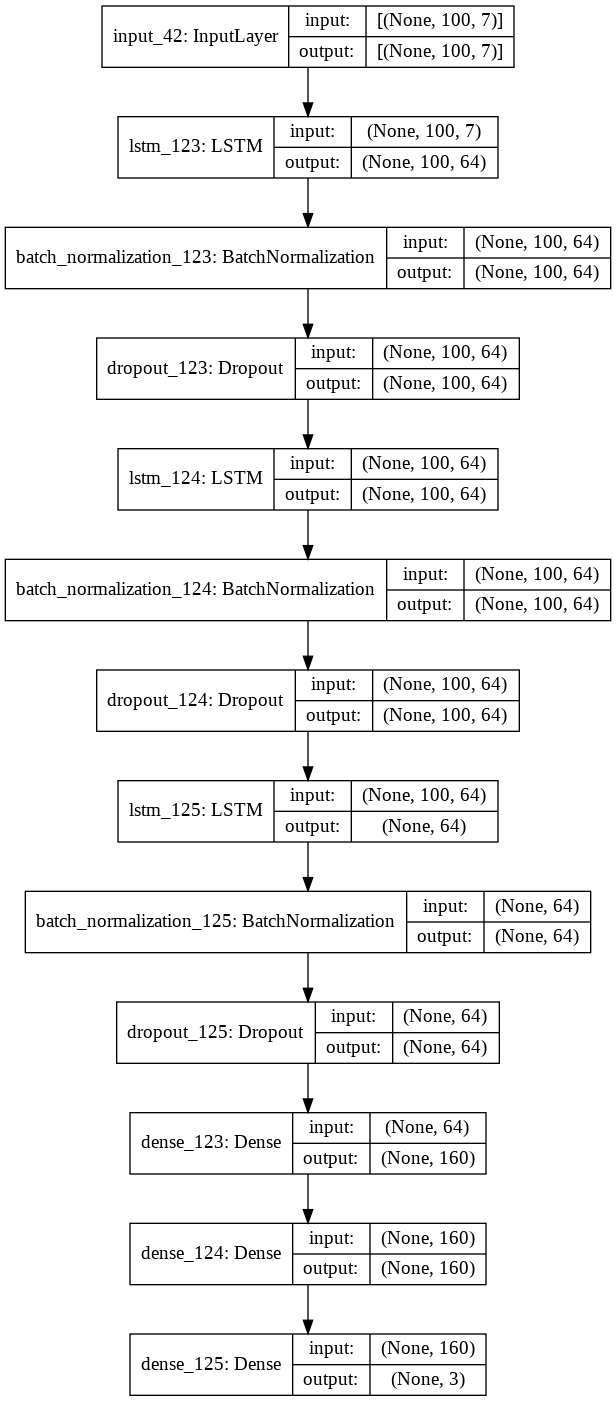 input_42: InputLayer
input: [(None, 100, 7)]
output: [(None, 100, 7)]
lstm_123: LSTM
input: (None, 100, 7)
output: (None, 100, 64)
batch_normalization_123: BatchNormalization
input: (None, 100, 64)
output: (None, 100, 64)
dropout_123: Dropout
input: (None, 100, 64)
output: (None, 100, 64)
lstm_124: LSTM
input: (None, 100, 64)
output: (None, 100, 64)
batch_normalization_124: BatchNormalization
input: (None, 100, 64)
output: (None, 100, 64)
dropout_124: Dropout
input: (None, 100, 64)
output: (None, 100, 64)
lstm_125: LSTM
input: (None, 100, 64)
output: (None, 64)
batch_normalization_125: BatchNormalization
input: (None, 64)
output: (None, 64)
dropout_125: Dropout
input: (None, 64)
output: (None, 64)
dense_123: Dense
input: (None, 64)
output: (None, 160)
dense_124: Dense
input: (None, 160)
output: (None, 160)
dense_125: Dense
input: (None, 160)
output: (None, 3)